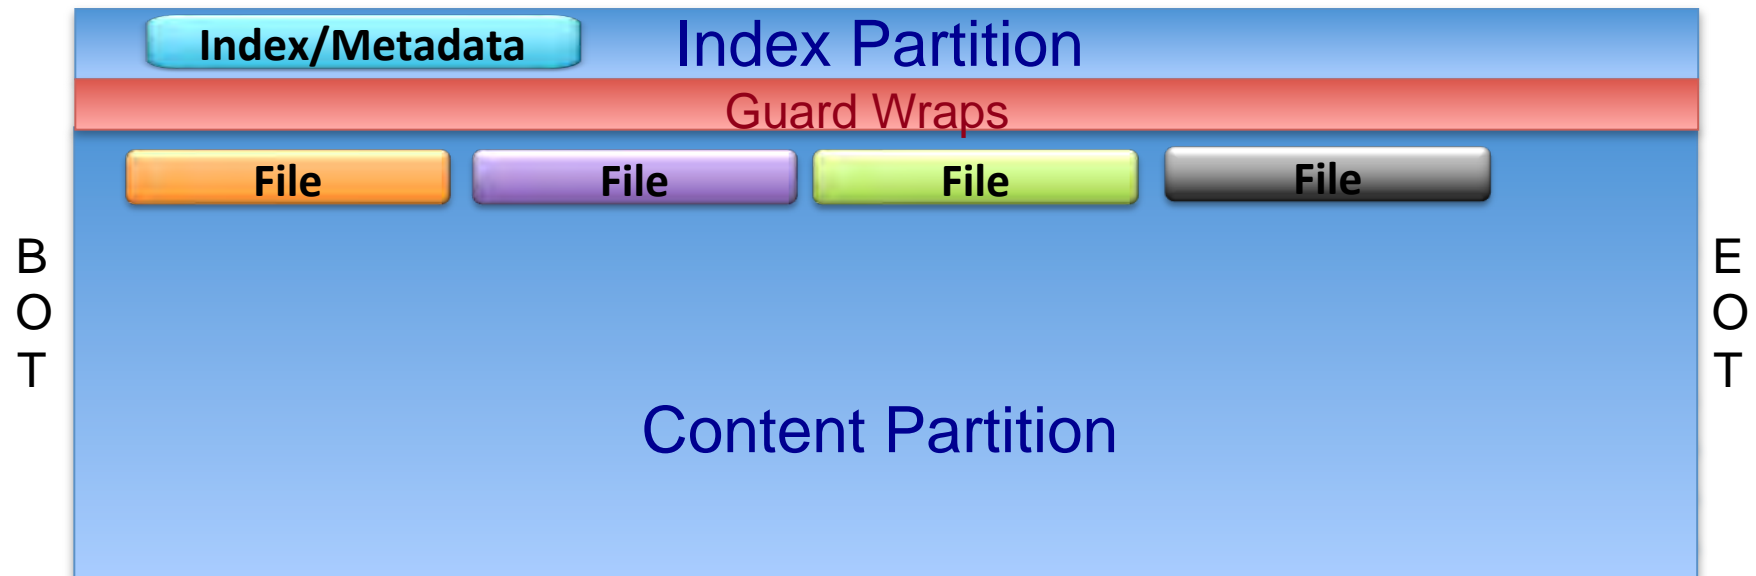 Index/Metadata
Index Partition
Guard Wraps
File
File
File
File
B
O
T
E
O
T
Content Partition